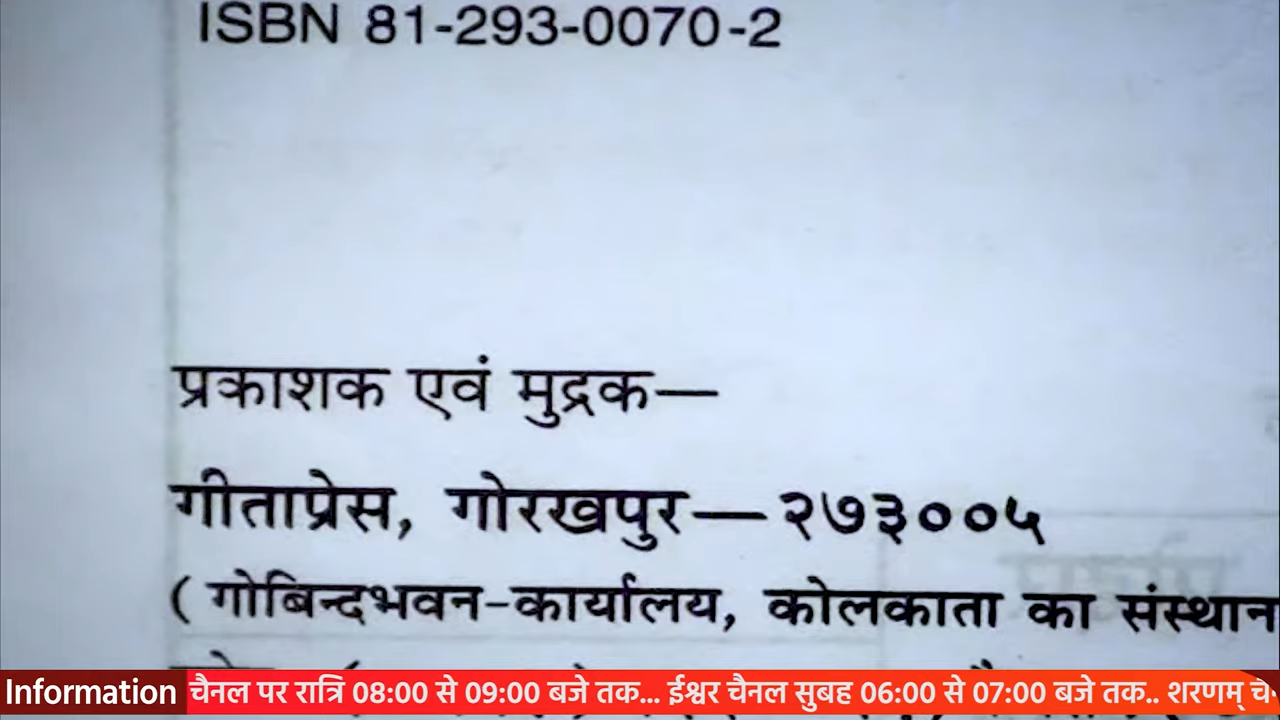 ISBN 81-293-0070-2
प्रकाशक एवं मुद्रक—
गीताप्रेस, गोरखपुर—२७३००५
( गोबिन्दभवन-कार्यालय, कोलकाता का संस्थान
Information चैनल पर रात्रि 08:00 से 09:00 बजे तक... ईश्वर चैनल सुबह 06:00 से 07:00 बजे तक.. शरणम्